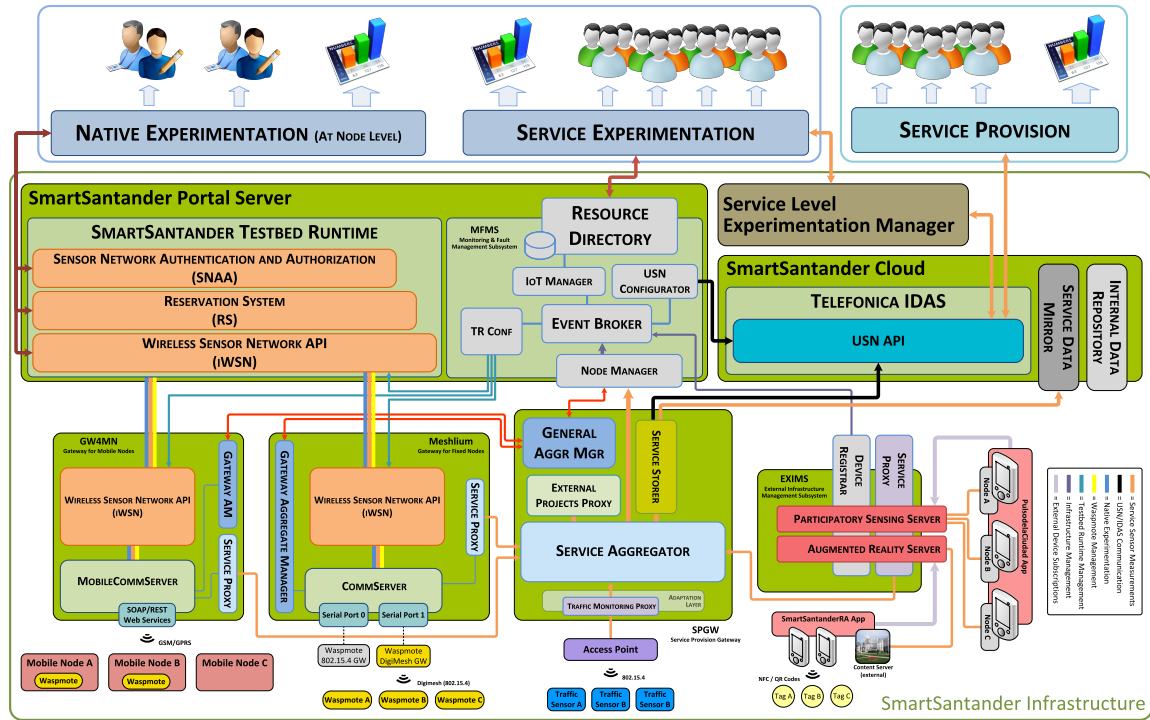 NUMBERS
NUMBERS
NUMBERS
NATIVE EXPERIMENTATION (AT NODE LEVEL)
SERVICE EXPERIMENTATION
SERVICE PROVISION
SMARTSANTANDER PORTAL SERVER
SMARTSANTANDER TESTBED RUNTIME
SENSOR NETWORK AUTHENTICATION AND AUTHORIZATION
(SNAA)
RESERVATION SYSTEM
(RS)
WIRELESS SENSOR NETWORK API
(IWSN)
MFMS
Monitoring & Fault
Management Subsystem
RESOURCE
DIRECTORY
IOT MANAGER
USN
CONFIGURATOR
TR CONF
EVENT BROKER
NODE MANAGER
Service Level
Experimentation Manager
SmartSantander Cloud
TELEFONICA IDAS
USN API
SERVICE DATA
MIRROR
INTERNAL DATA
REPOSITORY
GW4MN
Gateway for Mobile Nodes
WIRELESS SENSOR NETWORK API
(IWSN)
GATEWAY AM
SERVICE PROXY
MOBILECOMMSERVER
SOAP/REST
Web Services
GSM/GPRS
Mobile Node A
Waspmote
Mobile Node B
Waspmote
Mobile Node C
Meshlium
Gateway for Fixed Nodes
GATEWAY AGGREGATE MANAGER
WIRELESS SENSOR NETWORK API
(IWSN)
SERVICE PROXY
COMMSERVER
Serial Port 0
Serial Port 1
Waspmote
802.15.4 GW
Waspmote
DigiMesh GW
Digimesh (802.15.4)
Waspmote A
Waspmote B
Waspmote C
GENERAL
AGGR MGR
EXTERNAL
PROJECTS PROXY
SERVICE STORER
SERVICE AGGREGATOR
TRAFFIC MONITORING PROXY
ADAPTATION
LAYER
SPGW
Service Provision Gateway
Access Point
802.15.4
Traffic
Sensor A
Traffic
Sensor B
Traffic
Sensor B
EXIMS
External Infrastructure
Management Subsystem
DEVICE
REGISTRAR
SERVICE
PROXY
PARTICIPATORY SENSING SERVER
AUGMENTED REALITY SERVER
Node A
Node B
Node C
PulsodelaCiudad App
SmartSantanderRA App
Content Server
(external)
NFC / QR Codes
Tag A
Tag B
Tag C
= Service Sensor Measurements
= USN/IDAS Communication
= Native Experimentation
= Waspmote Management
= Testbed Runtime Management
= Infrastructure Management
= External Device Subscriptions
SmartSantander Infrastructure